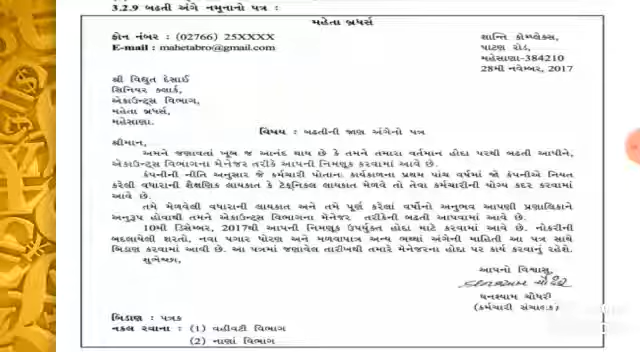 3.2.9 બઢતી અંગે નમૂનાનો પત્ર :
મહેતા બ્રધર્સ
ફોન નંબર : (02766) 25XXXX
શાન્તિ કોમ્પ્લેક્સ,
E-mail : mahetabro@gmail.com
પાટણ રોડ,
મહેસાણા-384210
28મી નવેમ્બર, 2017
શ્રી વિદ્યુત દેસાઈ
સિનિયર ક્લાર્ક,
એકાઉન્ટ્સ વિભાગ,
મહેતા બ્રધર્સ,
મહેસાણા.
વિષય : બઢતીની જાણ અંગેનો પત્ર
શ્રીમાન,
અમને જણાવતાં ખૂબ જ આનંદ થાય છે કે તમને તમારા વર્તમાન હોદા પરથી બઢતી આપીને,
એકાઉન્ટ્સ વિભાગના મેનેજર તરીકે આપની નિમણૂક કરવામાં આવે છે.
કંપનીની નીતિ અનુસાર જે કર્મચારી પોતાના કાર્યકાળના પ્રથમ પાંચ વર્ષમાં જો કંપનીએ નિયત
કરેલી વધારાની શૈક્ષણિક લાયકાત કે ટેકનિકલ લાયકાત મેળવે તો તેવા કર્મચારીની યોગ્ય કદર કરવામાં
આવે છે.
તમે મેળવેલી વધારાની લાયકાત અને તમે પૂર્ણ કરેલાં વર્ષોનો અનુભવ આપણી પ્રણાલિકાને
અનુરૂપ હોવાથી તમને એકાઉન્ટ્સ વિભાગના મેનેજર તરીકેની બઢતી આપવામાં આવે છે.
10મી ડિસેમ્બર, 2017થી આપની નિમણૂક ઉપર્યુક્ત હોદા માટે કરવામાં આવે છે. નોકરીની
બદલાયેલી શરતો, નવા પગાર ધોરણ અને મળવાપાત્ર અન્ય ભથ્થાં અંગેની માહિતી આ પત્ર સાથે
બિડાણ કરવામાં આવી છે. આ પત્રમાં જણાવેલ તારીખથી તમારે મેનેજરના હોદા પર કાર્ય કરવાનું રહેશે.
શુભેચ્છા,
આપનો વિશ્વાસુ,
ઘનશ્યામ ચૌધરી
ઘનશ્યામ ચૌધરી
(કર્મચારી સંચાલક)
બિડાણ : પત્રક
નકલ રવાના : (1) વહીવટી વિભાગ
(2) નાણાં વિભાગ